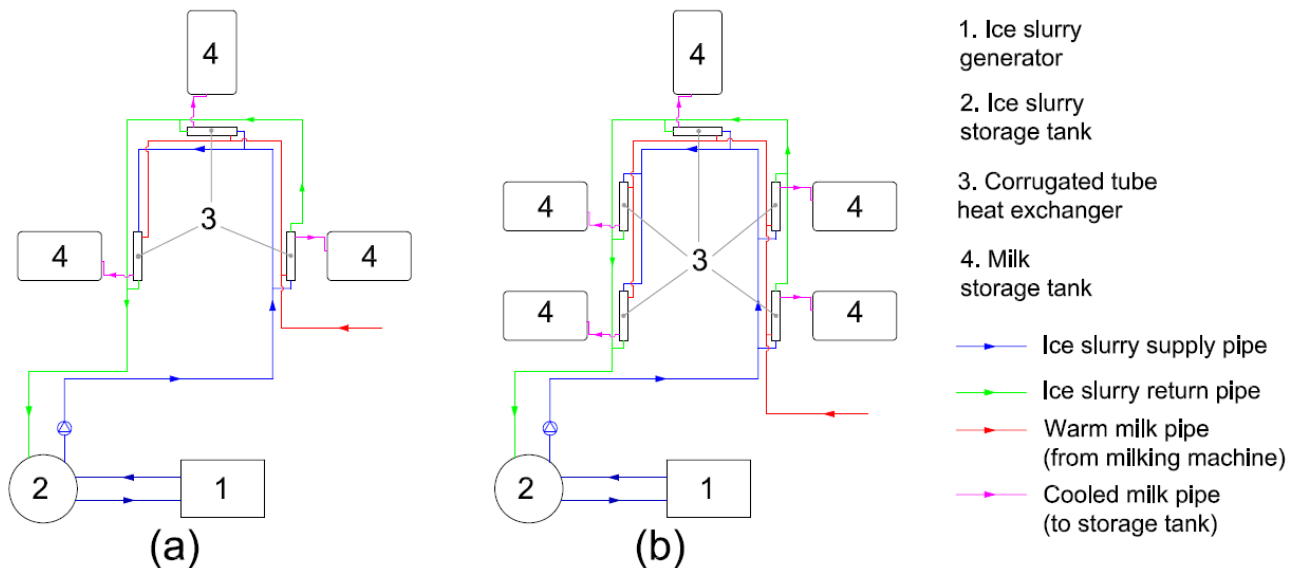 4
3
4
4
2
1
(a)
4
4
4
3
4
4
2
1
(b)
1. Ice slurry
generator
2. Ice slurry
storage tank
3. Corrugated tube
heat exchanger
4. Milk
storage tank
Ice slurry supply pipe
Ice slurry return pipe
Warm milk pipe
(from milking machine)
Cooled milk pipe
(to storage tank)